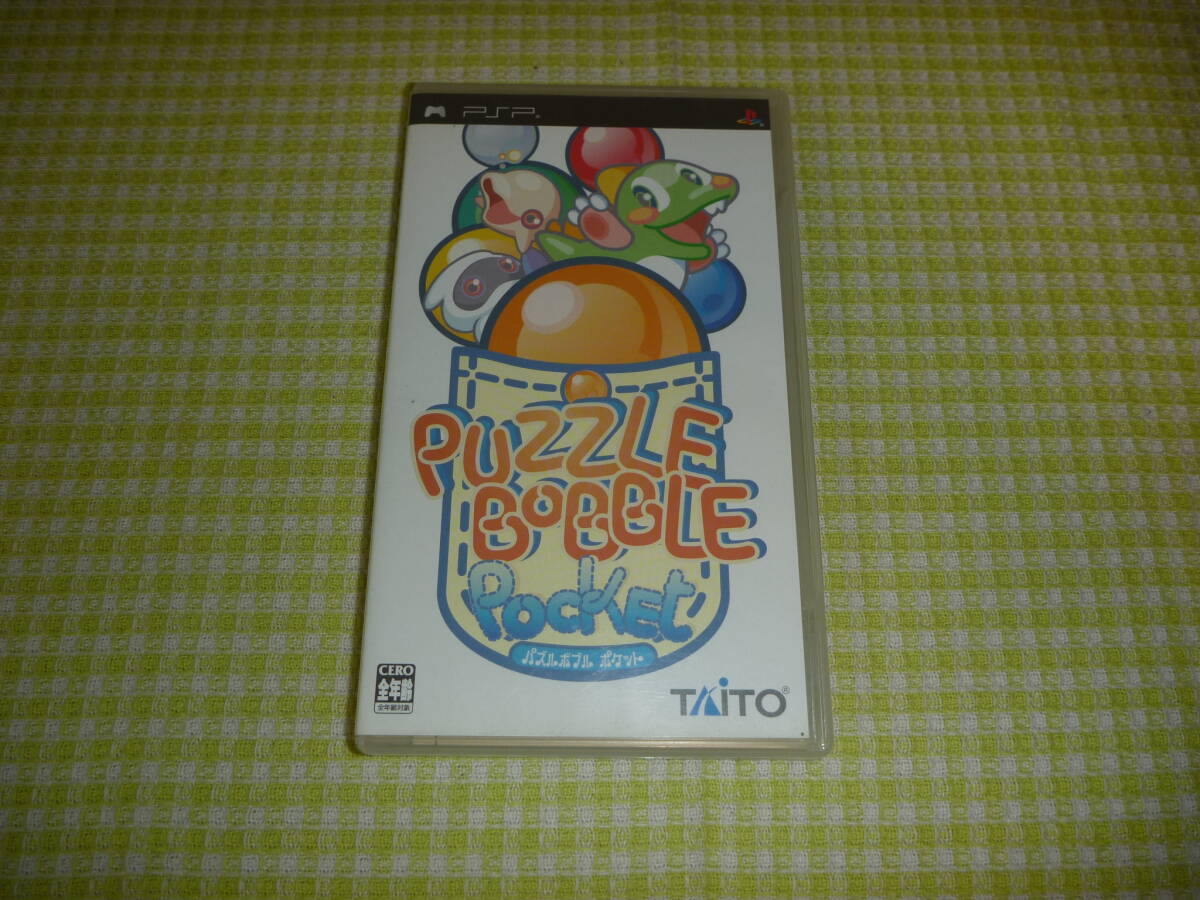 PSP®
PUZZLE
BOBBLE
Pocket
パズルボブル ポケット
CERO
全年齢
全年齢対象
TAITO®